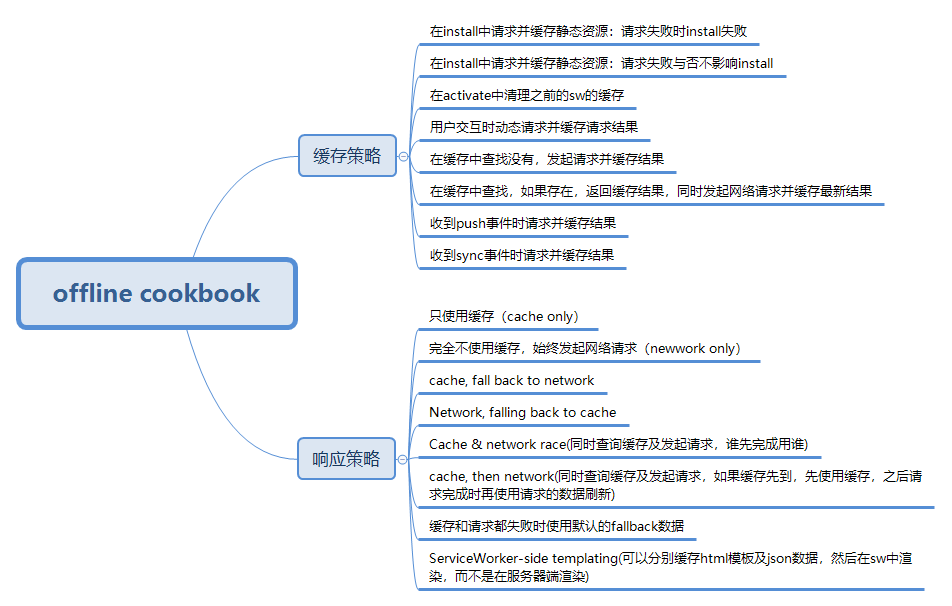 offline cookbook
缓存策略
在install中请求并缓存静态资源：请求失败时install失败
在install中请求并缓存静态资源：请求失败与否不影响install
在activate中清理之前的sw的缓存
用户交互时动态请求并缓存请求结果
在缓存中查找没有，发起请求并缓存结果
在缓存中查找，如果存在，返回缓存结果，同时发起网络请求并缓存最新结果
收到push事件时请求并缓存结果
收到sync事件时请求并缓存结果
响应策略
只使用缓存（cache only）
完全不使用缓存，始终发起网络请求（newwork only）
cache, fall back to network
Network, falling back to cache
Cache & network race(同时查询缓存及发起请求，谁先完成用谁)
cache, then network(同时查询缓存及发起请求，如果缓存先到，先使用缓存，之后请
求完成时再使用请求的数据刷新)
缓存和请求都失败时使用默认的fallback数据
ServiceWorker-side templating(可以分别缓存html模板及json数据，然后在sw中渲
染，而不是在服务器端渲染)